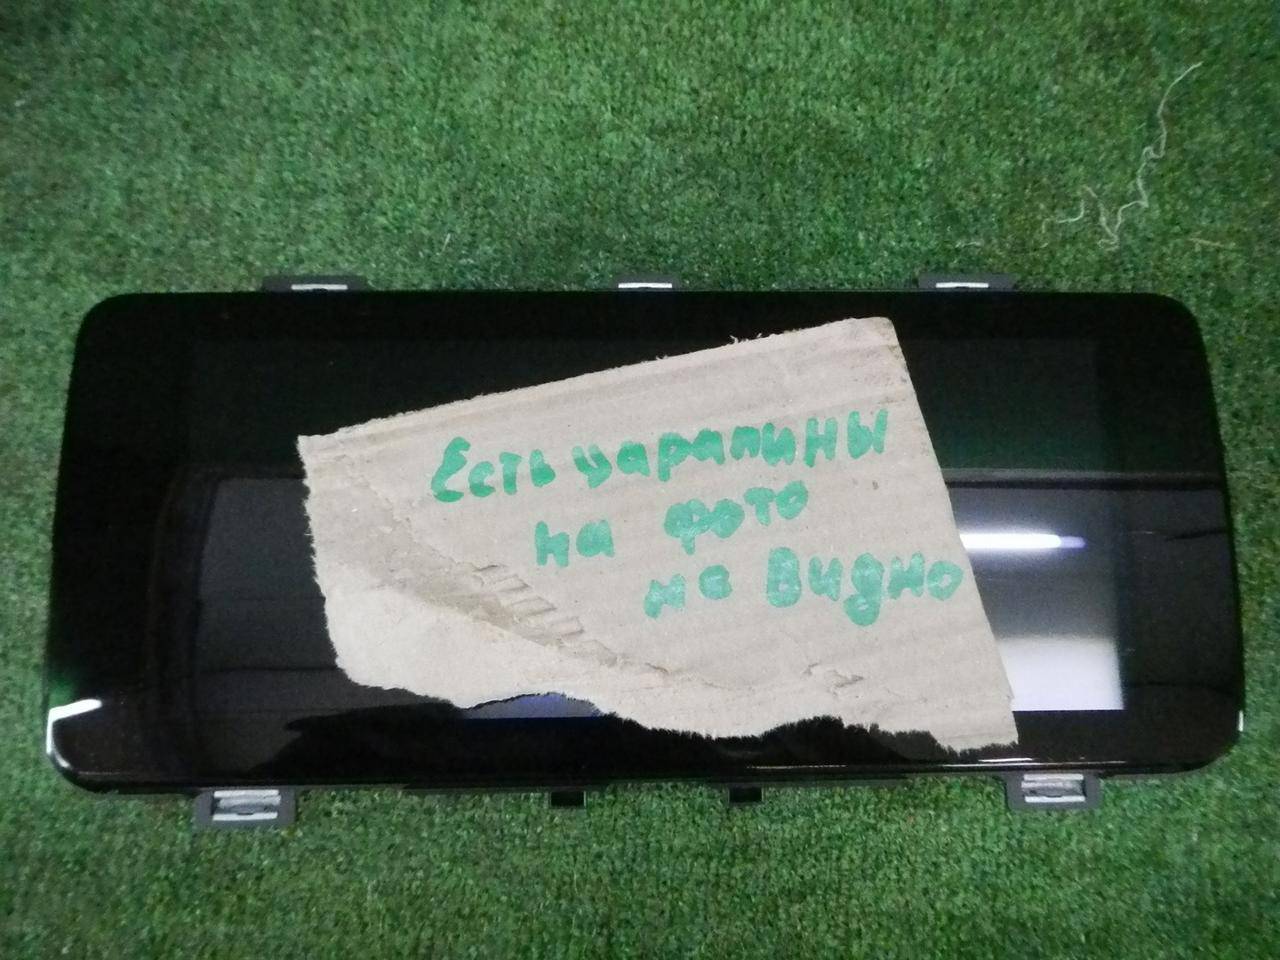 Есть царапины
на фото
не видно